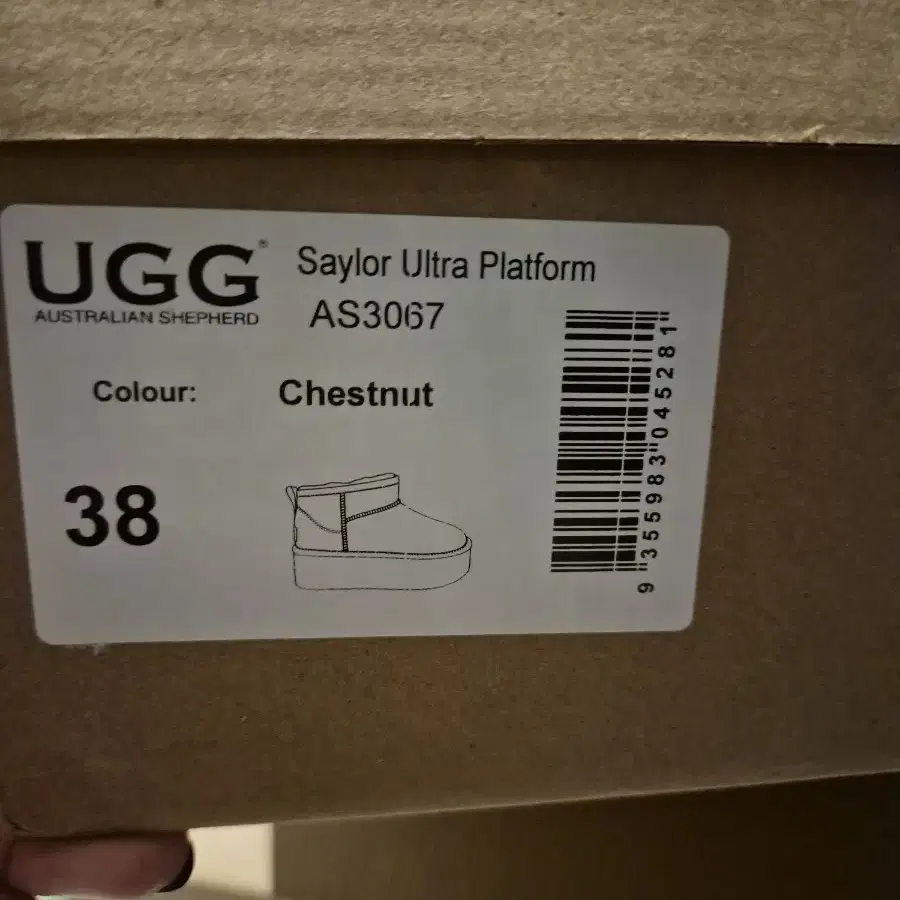 UGG®
AUSTRALIAN SHEPHERD
Saylor Ultra Platform
AS3067
Colour: Chestnut
38
9 "355983"045281"